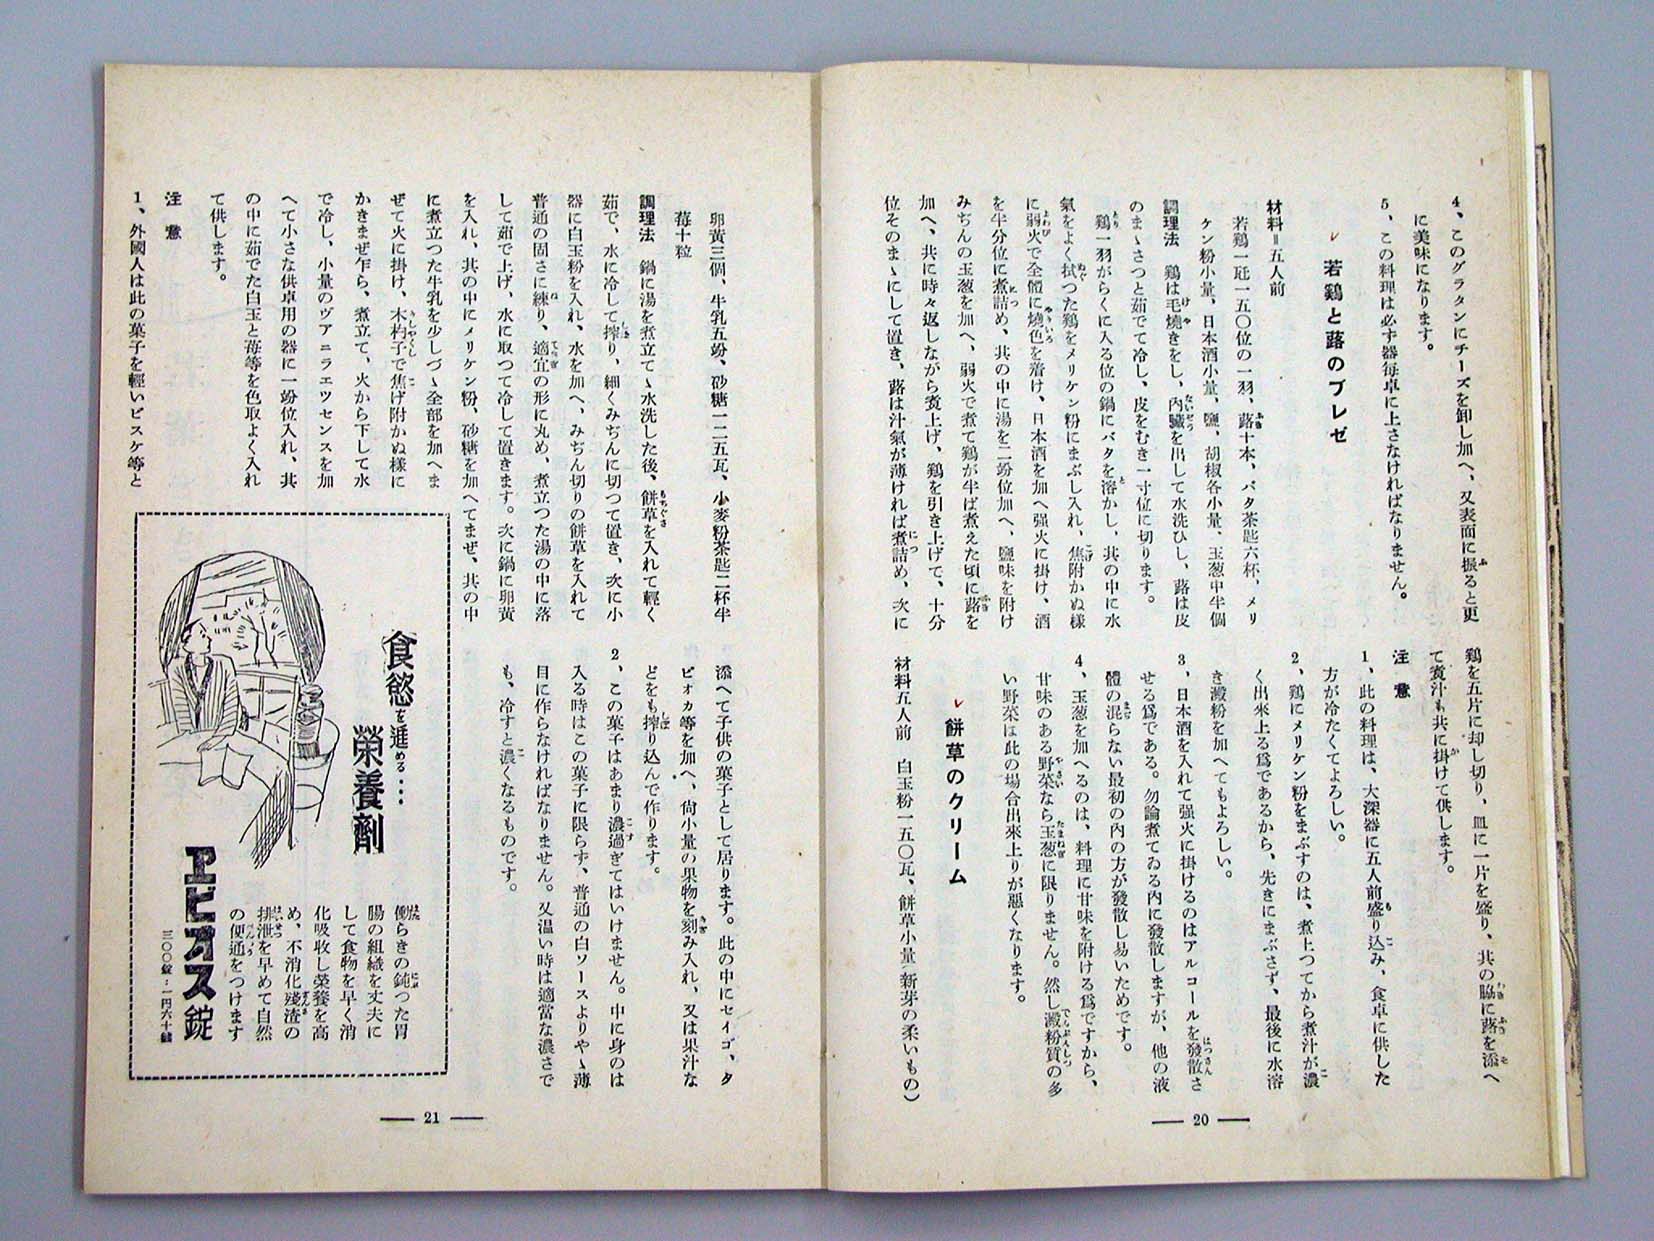 4、このグラタンにチーズを卸し加へ、又表面に振ると更
に美味になります。
5、この料理は必ず器毎卓に上さなければなりません。
若鷄と蕗のブレゼ
材料＝五人前
若鷄一瓩一五〇位の一羽、蕗十本、バタ茶匙六杯、メリ
ケン粉小量、日本酒小量、鹽、胡椒各小量、玉葱中半個
調理法　鷄は毛燒きをし、內臟を出して水洗ひし、蕗は皮
のまゝさつと茹でて冷し、皮をむき一寸位に切ります。
鷄一羽がらくに入る位の鍋にバタを溶かし、其の中に水
氣をよく拭つた鷄をメリケン粉にまぶし入れ、焦附かぬ樣
に弱火で全體に燒色を着け、日本酒を加へ强火に掛け、酒
を半分位に煮詰め、其の中に湯を二竕位加へ、鹽味を附け
みぢんの玉葱を加へ、弱火で煮て鷄が半ば煮えた頃に蕗を
加へ、共に時々返しながら煑上げ、鷄を引き上げて、十分
位そのまゝにして置き、蕗は汁氣が薄ければ煮詰め、次に
鷄を五片に却し切り、皿に一片を盛り、其の脇に蕗を添へ
て煑汁も共に掛けて供します。
注意
1、此の料理は、大深器に五人前盛り込み、食卓に供した
方が冷たくてよろしい。
2、鷄にメリケン粉をまぶすのは、煮上つてから煮汁が濃
く出來上る爲であるから、先きにまぶさず、最後に水溶
き澱粉を加へてもよろしい。
3、日本酒を入れて强火に掛けるのはアルコールを發散さ
せる爲である。勿論煮てゐる內に發散しますが、他の液
體の混らない最初の內の方が發散し易いためです。
4、玉葱を加へるのは、料理に甘味を附ける爲ですから、
甘味のある野菜なら玉葱に限りません。然し澱粉質の多
い野菜は此の場合出來上りが惡くなります。
餠草のクリーム
材料五人前　白玉粉一五〇瓦、餠草小量(新芽の柔いもの)
— 20 —
卵黃三個、牛乳五竕、砂糖一二五瓦、小麥粉茶匙二杯半
苺十粒
調理法　鍋に湯を煮立てゝ水洗した後、餠草を入れて輕く
茹で、水に冷して搾り、細くみぢんに切つて置き、次に小
器に白玉粉を入れ、水を加へ、みぢん切りの餠草を入れて
普通の固さに練り、適宜の形に丸め、煮立つた湯の中に落
して茹で上げ、水に取つて冷して置きます。次に鍋に卵黃
を入れ、其の中にメリケン粉、砂糖を加へてまぜ、其の中
に煮立つた牛乳を少しづゝ全部を加へま
ぜて火に掛け、木杓子で焦げ附かぬ樣に
かきまぜ乍ら、煮立て、火から下して水
で冷し、小量のヴアニラエツセンスを加
へて小さな供卓用の器に一竕位入れ、其
の中に茹でた白玉と苺等を色取よく入れ
て供します。
注意
1、外國人は此の菓子を輕いビスケ等と
添へて子供の菓子として居ります。此の中にセイゴ、タ
ピオカ等を加へ、尙小量の果物を刻み入れ、又は果汁な
どをも搾り込んで作ります。
2、この菓子はあまり濃過ぎてはいけません。中に身のは
入る時はこの菓子に限らず、普通の白ソースよりやゝ薄
目に作らなければなりません。又温い時は適當な濃さで
も、冷すと濃くなるものです。
食慾を進める…
榮養劑
エビオス錠
三〇〇錠…一円六十錢
働らきの鈍つた胃
腸の組織を丈夫に
して食物を早く消
化吸收し榮養を高
め、不消化殘渣の
排泄を早めて自然
の便通をつけます
— 21 —